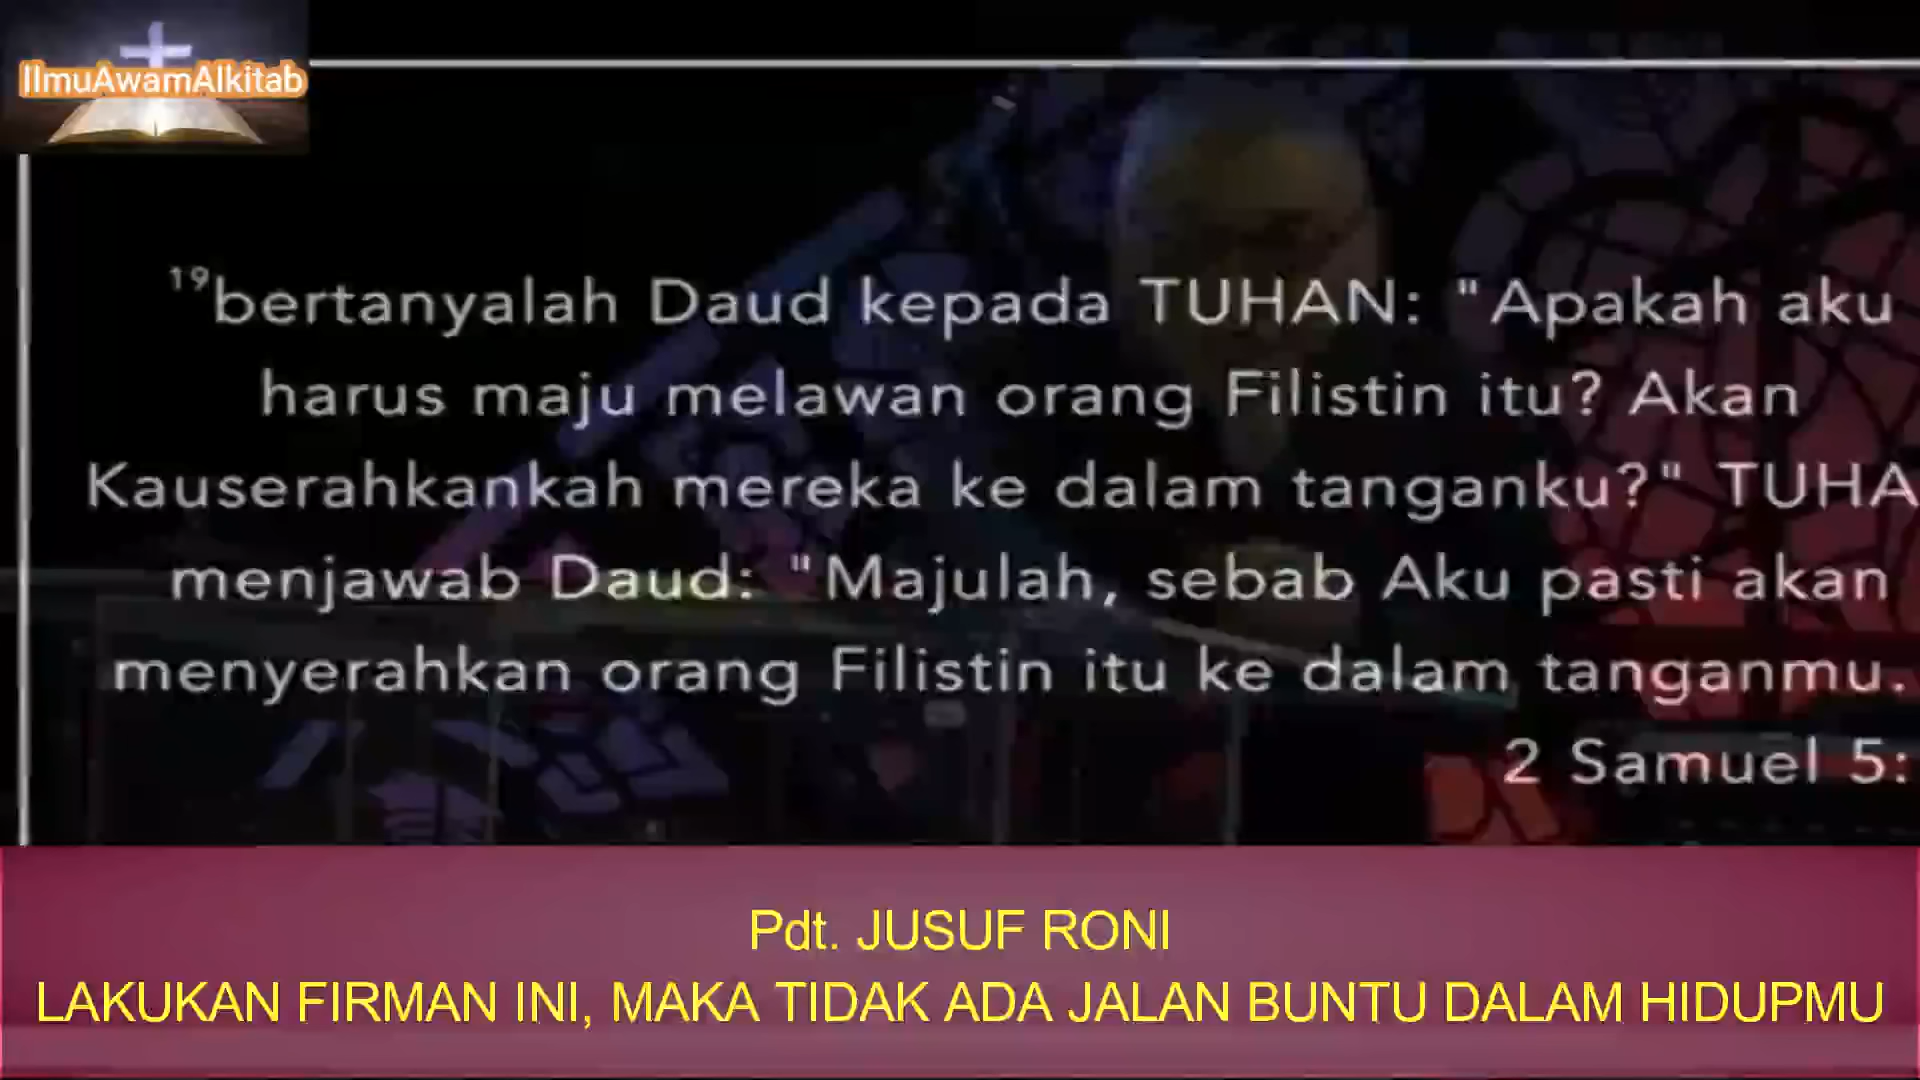 IlmuAwamAlkitab
19bertanyalah Daud kepada TUHAN: "Apakah aku
harus maju melawan orang Filistin itu? Akan
Kauserahkankah mereka ke dalam tanganku?" TUHA
menjawab Daud: "Majulah, sebab Aku pasti akan
menyerahkan orang Filistin itu ke dalam tanganmu.
2 Samuel 5:
Pdt. JUSUF RONI
LAKUKAN FIRMAN INI, MAKA TIDAK ADA JALAN BUNTU DALAM HIDUPMU